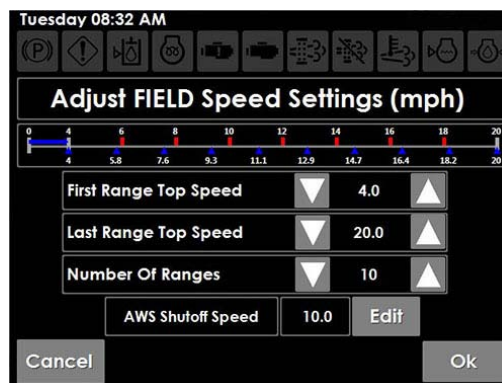 Tuesday 08:32 AM
(P)
Adjust FIELD Speed Settings (mph)
0 4 6 8 10 12 14 16 18 20
4 5.8 7.6 9.3 11.1 12.9 14.7 16.4 18.2 20
First Range Top Speed 4.0
Last Range Top Speed 20.0
Number Of Ranges 10
AWS Shutoff Speed 10.0 Edit
Cancel Ok